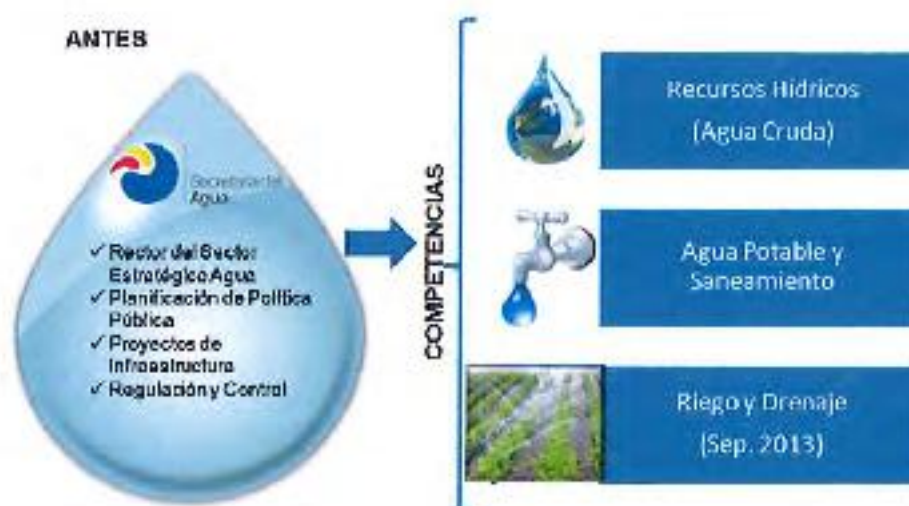 ANTES
Secretaría del
Agua
✓ Rector del Sector
Estratégico Agua
✓ Planificación de Política
Pública
✓ Proyectos de
Infraestructura
✓ Regulación y Control
COMPETENCIAS
Recursos Hídricos
(Agua Cruda)
Agua Potable y
Saneamiento
Riego y Drenaje
(Sep. 2013)